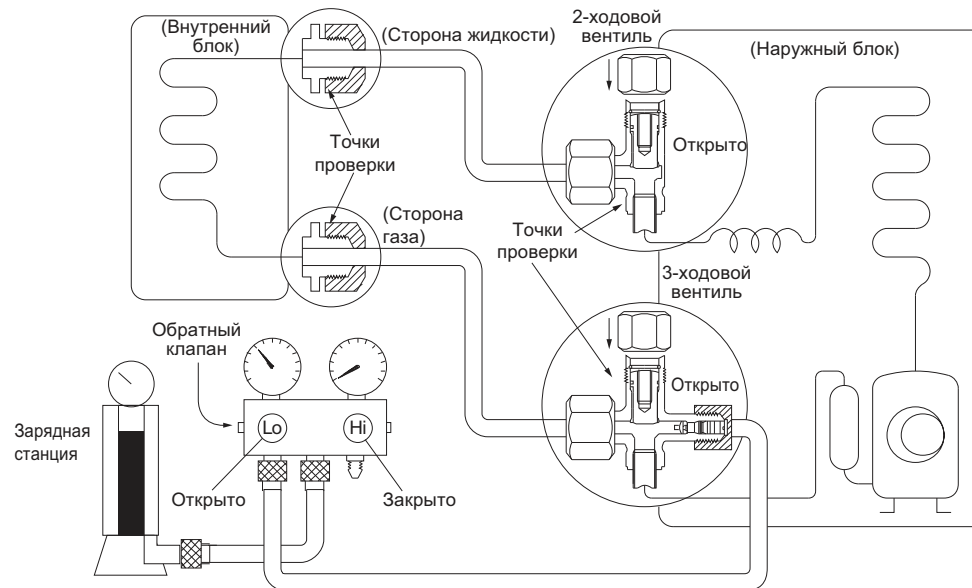 (Внутренний
блок)
(Сторона жидкости)
2-ходовой
вентиль
(Наружный блок)
Открыто
Точки
проверки
(Сторона
газа)
Точки
проверки
3-ходовой
вентиль
Обратный
клапан
Открыто
Зарядная
станция
Lo
Hi
Открыто
Закрыто